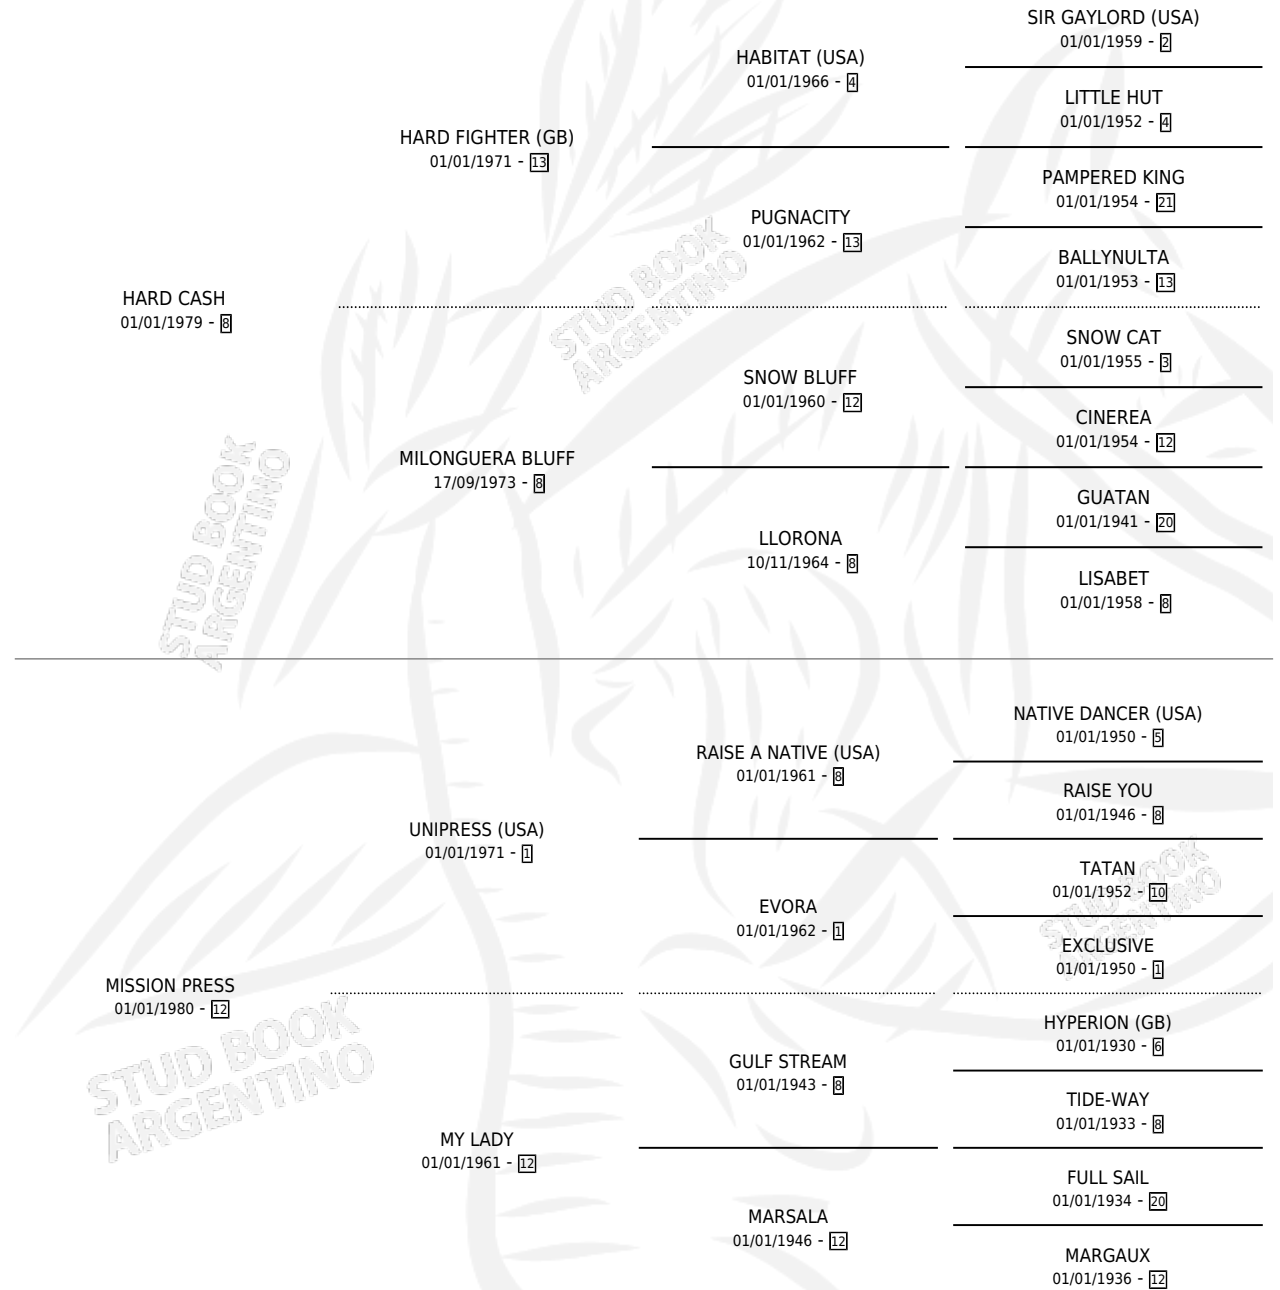 SIR GAYLORD (USA)
01/01/1959 - 2
HABITAT (USA)
01/01/1966 - 4
LITTLE HUT
01/01/1952 - 4
HARD FIGHTER (GB)
01/01/1971 - 13
PAMPERED KING
01/01/1954 - 21
PUGNACITY
01/01/1962 - 13
BALLYNULTA
01/01/1953 - 13
HARD CASH
01/01/1979 - 8
STUD BOOK
ARGENTINO
SNOW CAT
01/01/1955 - 3
SNOW BLUFF
01/01/1960 - 12
CINEREA
01/01/1954 - 12
MILONGUERA BLUFF
17/09/1973 - 8
GUATAN
01/01/1941 - 20
LLORONA
10/11/1964 - 8
LISABET
01/01/1958 - 8
STUD BOOK
ARGENTINO
NATIVE DANCER (USA)
01/01/1950 - 5
RAISE A NATIVE (USA)
01/01/1961 - 8
RAISE YOU
01/01/1946 - 8
UNIPRESS (USA)
01/01/1971 - 1
TATAN
01/01/1952 - 10
EVORA
01/01/1962 - 1
STUD BOOK
ARGENTINO
EXCLUSIVE
01/01/1950 - 1
MISSION PRESS
01/01/1980 - 12
STUD BOOK
ARGENTINO
HYPERION (GB)
01/01/1930 - 6
GULF STREAM
01/01/1943 - 8
TIDE-WAY
01/01/1933 - 8
MY LADY
01/01/1961 - 12
FULL SAIL
01/01/1934 - 20
MARSALA
01/01/1946 - 12
MARGAUX
01/01/1936 - 12